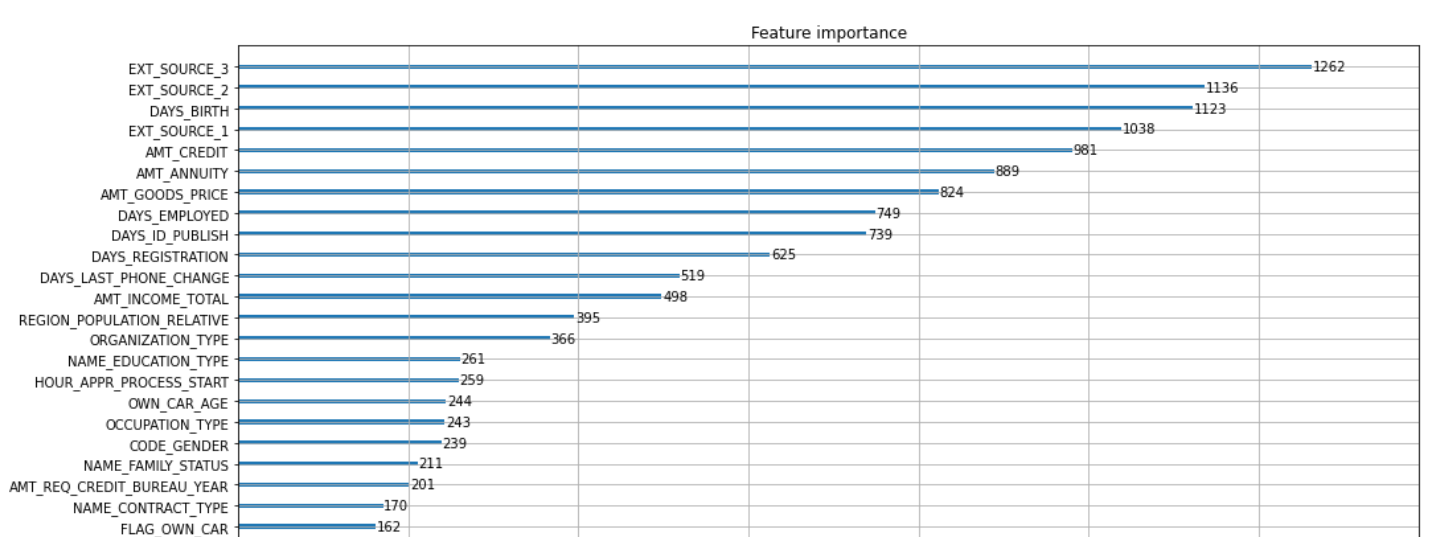 Feature importance
EXT_SOURCE_3 1262
EXT_SOURCE_2 1136
DAYS_BIRTH 1123
EXT_SOURCE_1 1038
AMT_CREDIT 981
AMT_ANNUITY 889
AMT_GOODS_PRICE 824
DAYS_EMPLOYED 749
DAYS_ID_PUBLISH 739
DAYS_REGISTRATION 625
DAYS_LAST_PHONE_CHANGE 519
AMT_INCOME_TOTAL 498
REGION_POPULATION_RELATIVE 395
ORGANIZATION_TYPE 366
NAME_EDUCATION_TYPE 261
HOUR_APPR_PROCESS_START 259
OWN_CAR_AGE 244
OCCUPATION_TYPE 243
CODE_GENDER 239
NAME_FAMILY_STATUS 211
AMT_REQ_CREDIT_BUREAU_YEAR 201
NAME_CONTRACT_TYPE 170
FLAG_OWN_CAR 162